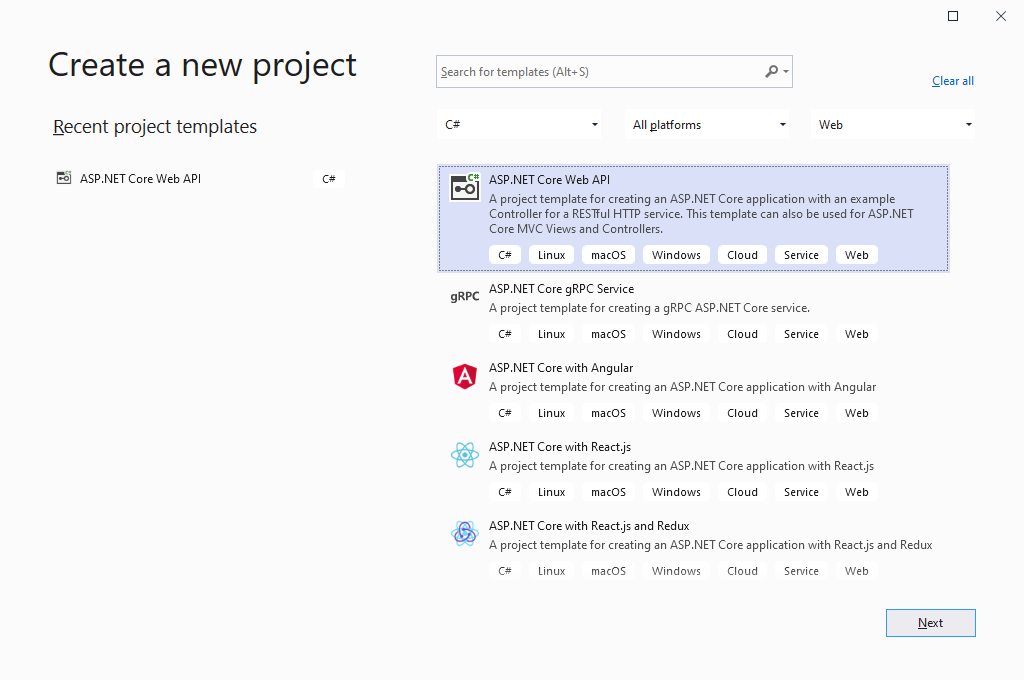 Create a new project
Search for templates (Alt+S)
Clear all
Recent project templates
C#
All platforms
Web
ASP.NET Core Web API
C#
C#
ASP.NET Core Web API
A project template for creating an ASP.NET Core application with an example
Controller for a RESTful HTTP service. This template can also be used for ASP.NET
Core MVC Views and Controllers.
C# Linux macOS Windows Cloud Service Web
gRPC
ASP.NET Core gRPC Service
A project template for creating a gRPC ASP.NET Core service.
C# Linux macOS Windows Cloud Service Web
A
ASP.NET Core with Angular
A project template for creating an ASP.NET Core application with Angular
C# Linux macOS Windows Cloud Service Web
ASP.NET Core with React.js
A project template for creating an ASP.NET Core application with React.js
C# Linux macOS Windows Cloud Service Web
ASP.NET Core with React.js and Redux
A project template for creating an ASP.NET Core application with React.js and Redux
C# Linux macOS Windows Cloud Service Web
Next